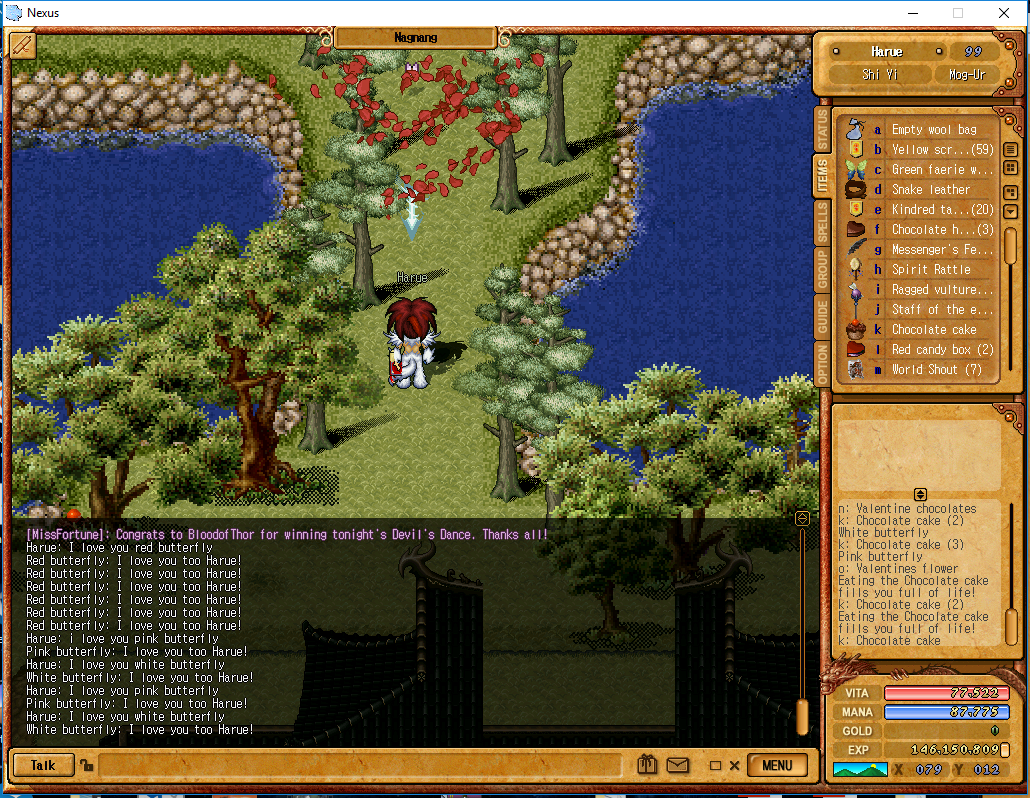 Nexus
Nagnang
Harue 99
Shi Yi Mog-Ur
STATUS
ITEMS
SPELLS
GROUP
GUIDE
OPTION
a Empty wool bag
b Yellow scr...(59)
c Green faerie w...
d Snake leather
e Kindred ta...(20)
f Chocolate h...(3)
g Messenger's Fe...
h Spirit Rattle
i Ragged vulture...
j Staff of the e...
k Chocolate cake
l Red candy box (2)
m World Shout (7)
Harue
n: Valentine chocolates
k: Chocolate cake (2)
White butterfly
k: Chocolate cake (3)
Pink butterfly
o: Valentines flower
Eating the Chocolate cake
fills you full of life!
k: Chocolate cake (2)
Eating the Chocolate cake
fills you full of life!
k: Chocolate cake
[MissFortune]: Congrats to BloodofThor for winning tonight's Devil's Dance. Thanks all!
Harue: I love you red butterfly
Red butterfly: I love you too Harue!
Red butterfly: I love you too Harue!
Red butterfly: I love you too Harue!
Red butterfly: I love you too Harue!
Red butterfly: I love you too Harue!
Red butterfly: I love you too Harue!
Harue: i love you pink butterfly
Pink butterfly: I love you too Harue!
Harue: I love you white butterfly
White butterfly: I love you too Harue!
Harue: I love you pink butterfly
Pink butterfly: I love you too Harue!
Harue: I love you white butterfly
White butterfly: I love you too Harue!
VITA 77,522
MANA 87,775
GOLD 0
EXP 146,150,809
X 079 Y 012
Talk
MENU